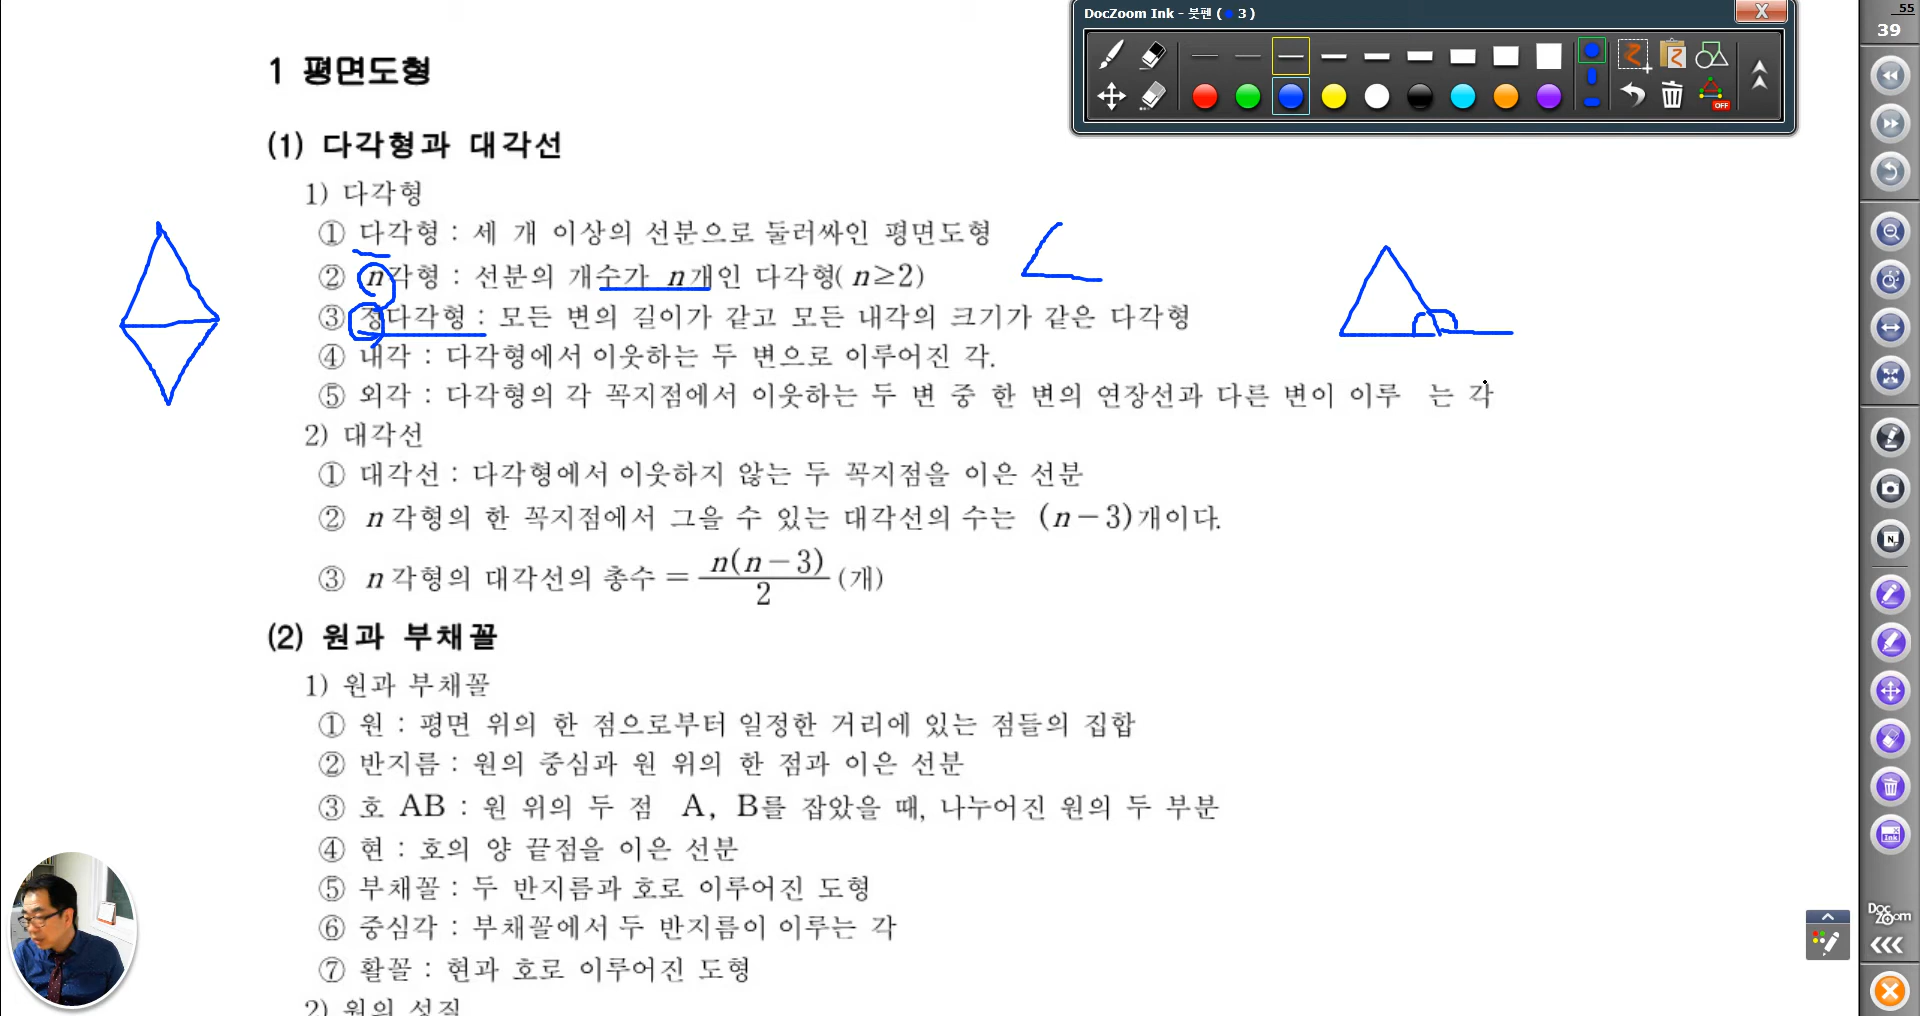 DocZoom Ink - 붓펜 ( 3 )
X
55
39
OFF
1 평면도형
(1) 다각형과 대각선
1) 다각형
① 다각형 : 세 개 이상의 선분으로 둘러싸인 평면도형
② n각형 : 선분의 개수가 n개인 다각형( n≥2)
③ 정다각형 : 모든 변의 길이가 같고 모든 내각의 크기가 같은 다각형
④ 내각 : 다각형에서 이웃하는 두 변으로 이루어진 각.
⑤ 외각 : 다각형의 각 꼭지점에서 이웃하는 두 변 중 한 변의 연장선과 다른 변이 이루 는 각
2) 대각선
① 대각선 : 다각형에서 이웃하지 않는 두 꼭지점을 이은 선분
② n각형의 한 꼭지점에서 그을 수 있는 대각선의 수는 (n-3)개이다.
③ n각형의 대각선의 총수 = n(n-3)/2 (개)
(2) 원과 부채꼴
1) 원과 부채꼴
① 원 : 평면 위의 한 점으로부터 일정한 거리에 있는 점들의 집합
② 반지름 : 원의 중심과 원 위의 한 점과 이은 선분
③ 호 AB : 원 위의 두 점 A, B를 잡았을 때, 나누어진 원의 두 부분
④ 현 : 호의 양 끝점을 이은 선분
⑤ 부채꼴 : 두 반지름과 호로 이루어진 도형
⑥ 중심각 : 부채꼴에서 두 반지름이 이루는 각
⑦ 활꼴 : 현과 호로 이루어진 도형
2) 원의 성질
N
Ink
Doc
Zoom